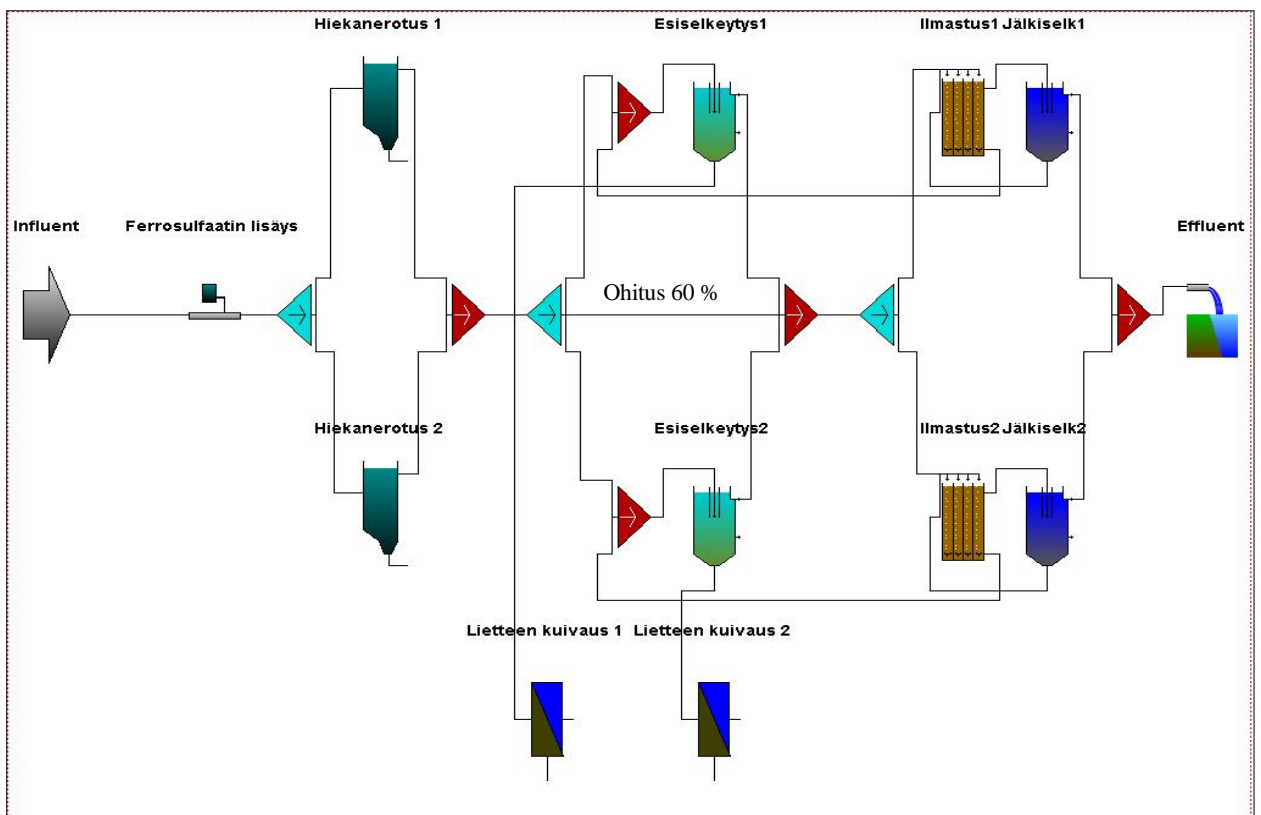 Hiekanerotus 1
Esiselkeytys1
Ilmastus1 Jälkiselk1
Influent
Ferrosulfaatin lisäys
Effluent
Ohitus 60 %
Hiekanerotus 2
Esiselkeytys2
Ilmastus2 Jälkiselk2
Lietteen kuivaus 1
Lietteen kuivaus 2